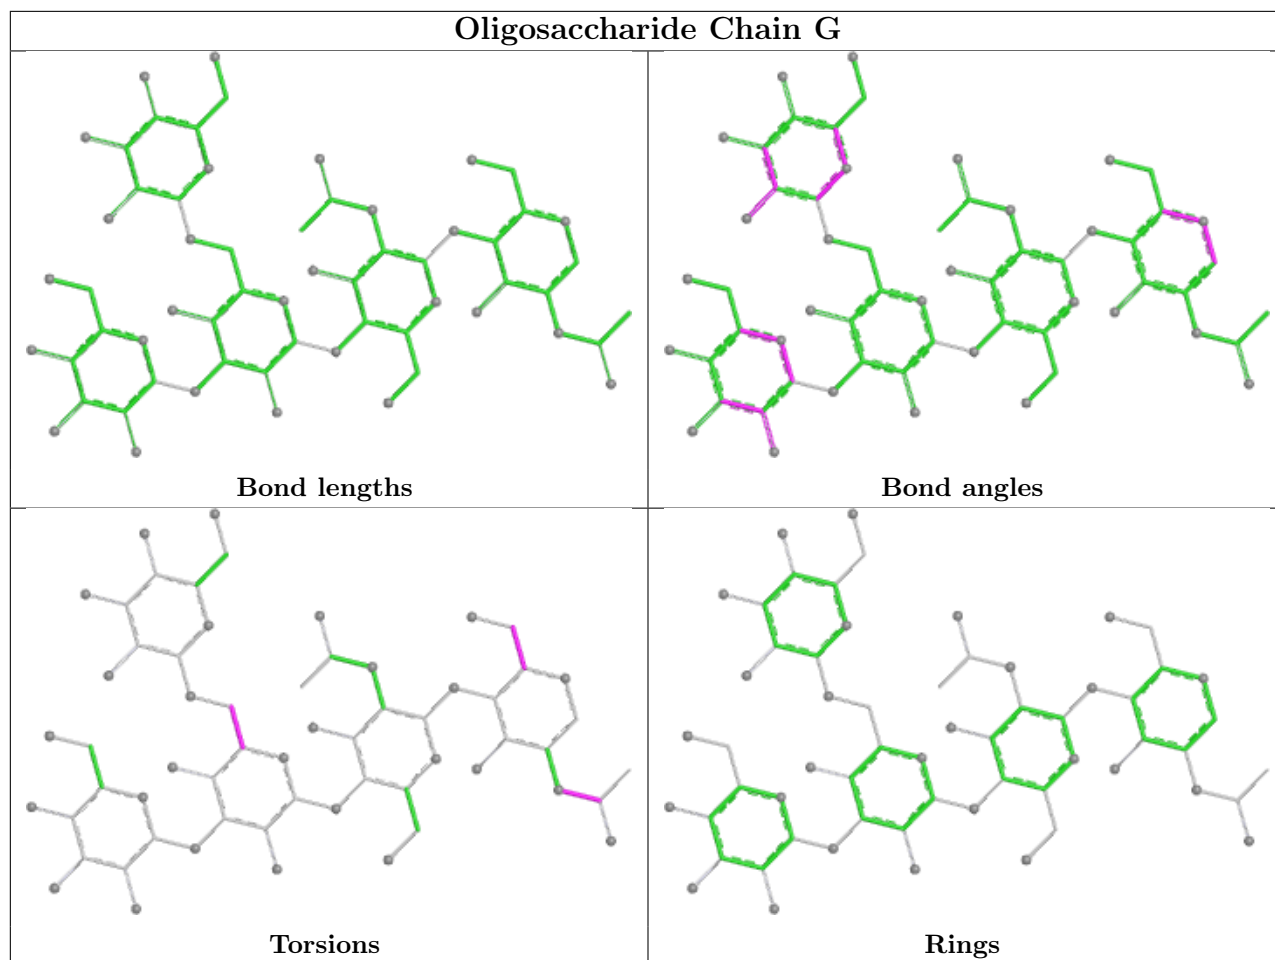 Oligosaccharide Chain G
Bond lengths
Bond angles
Torsions
Rings